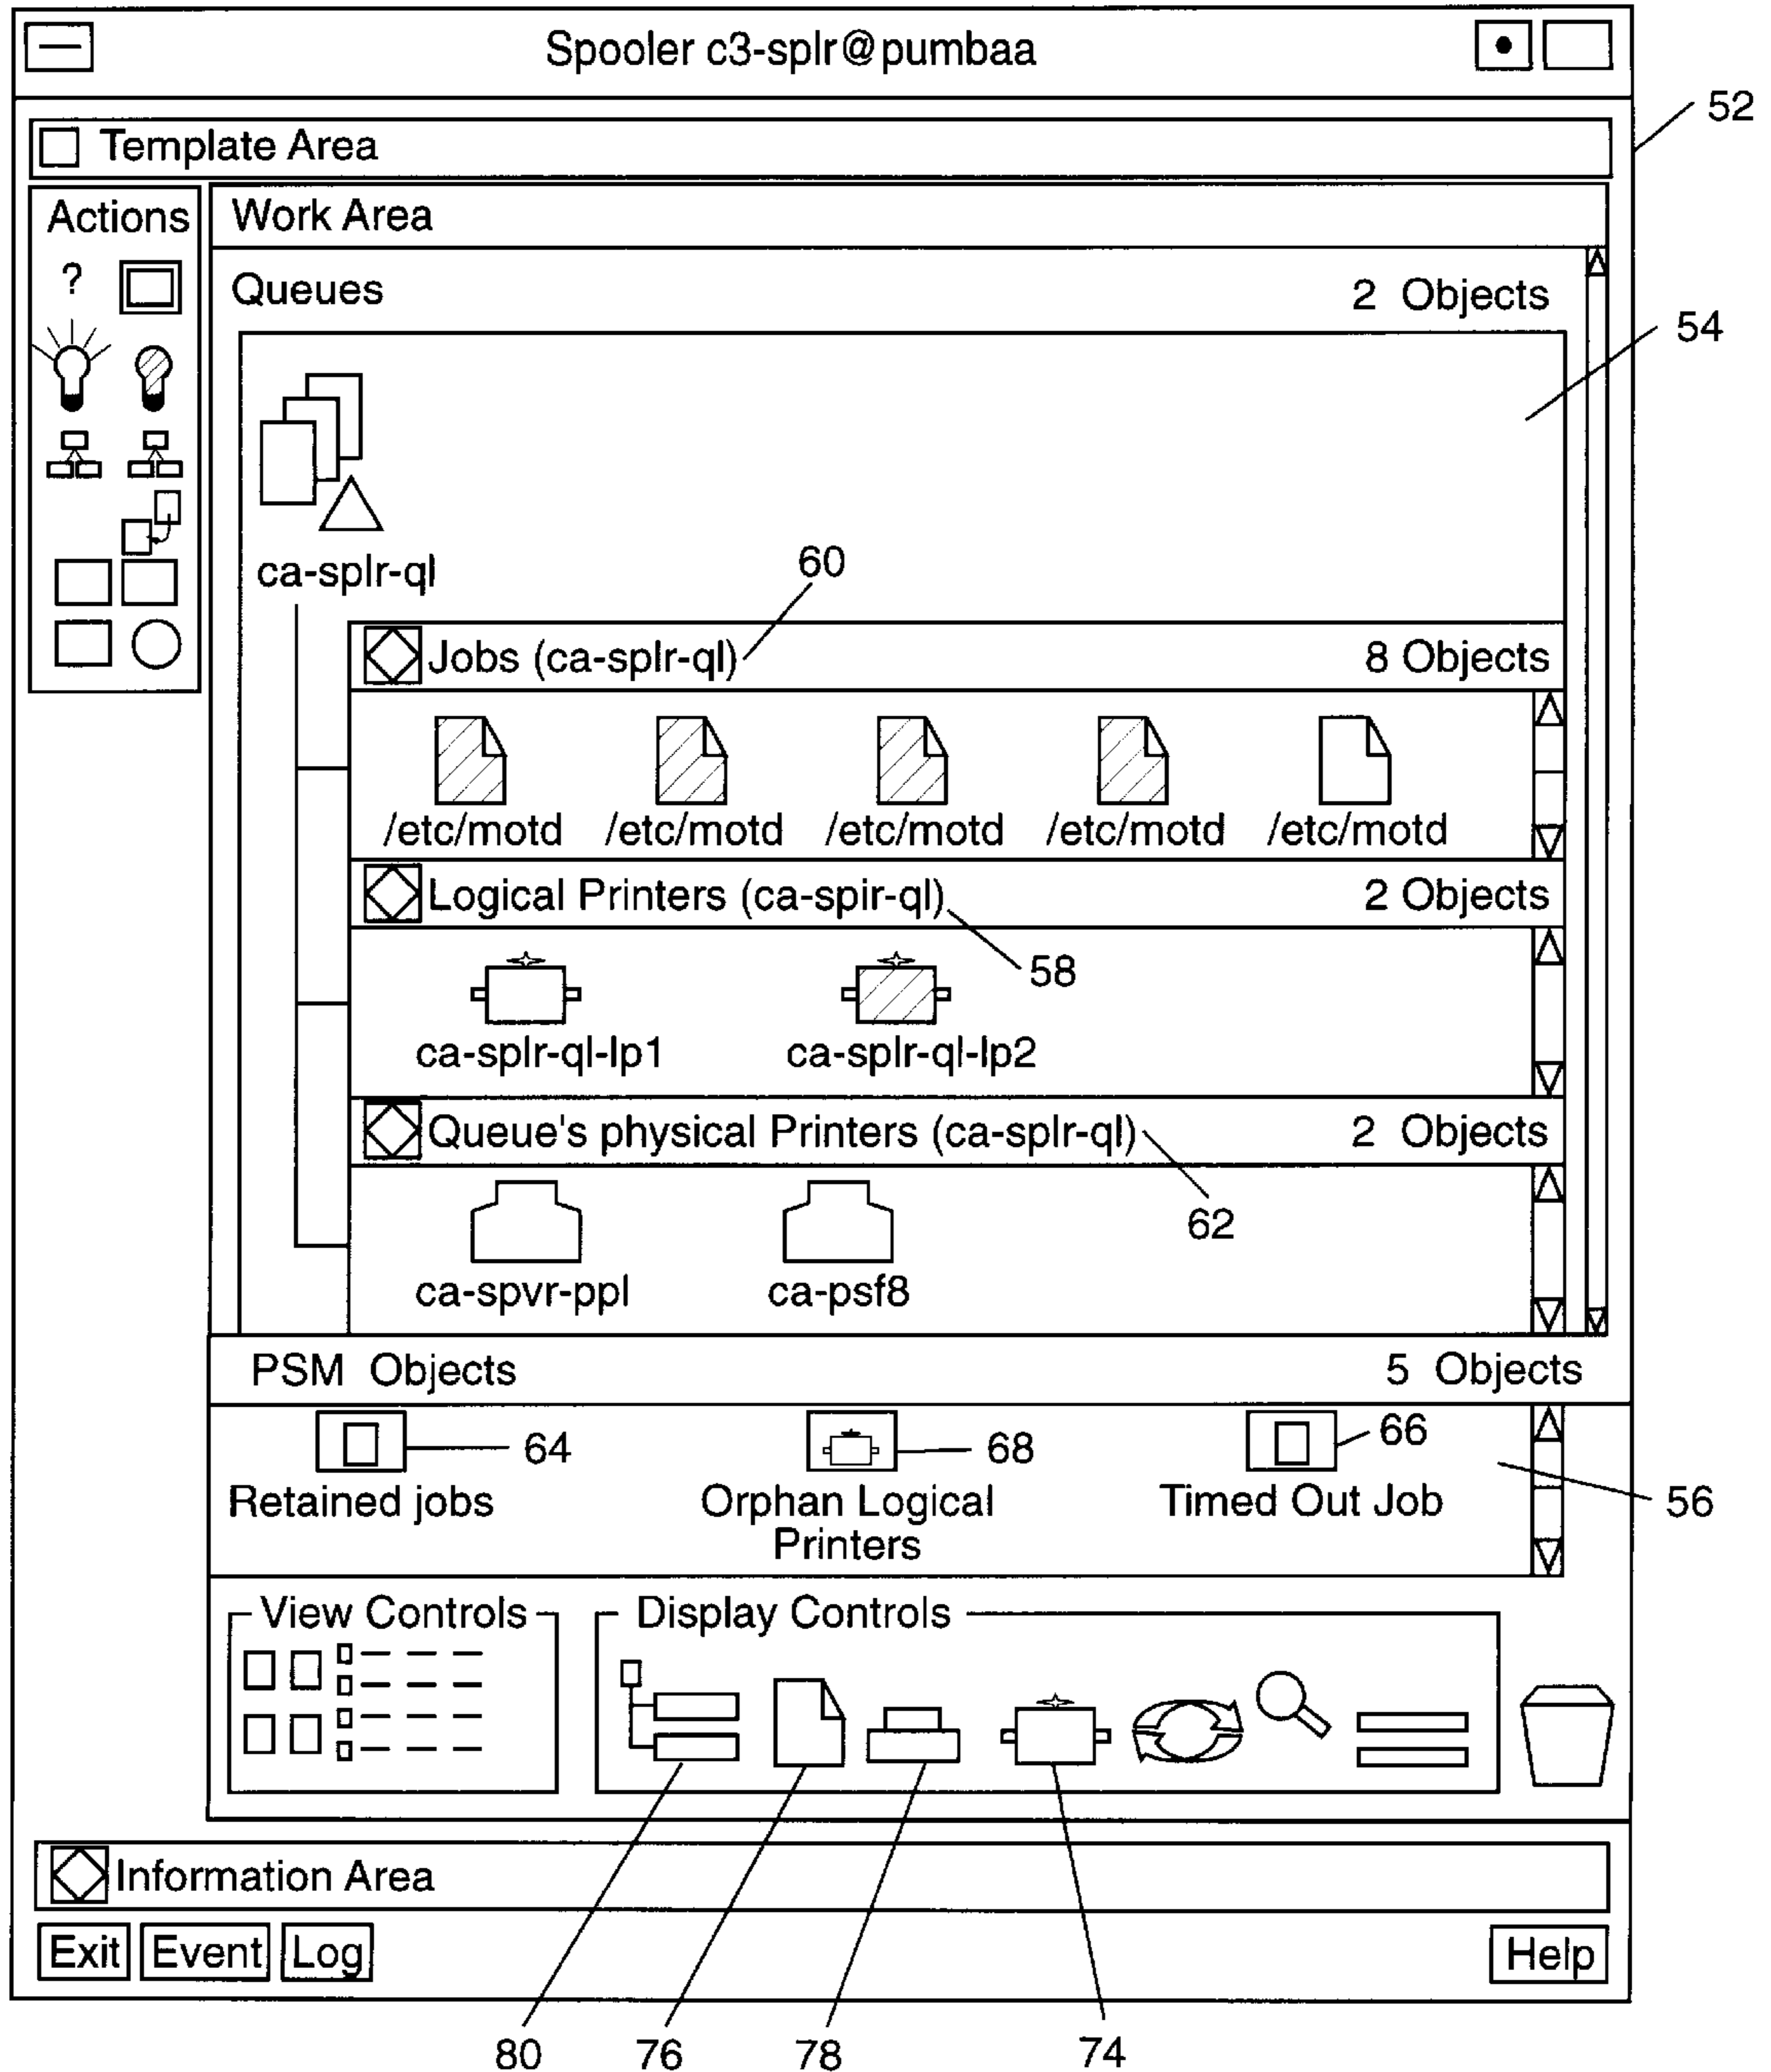 Spooler c3-splr@pumbaa
52
Template Area
Actions
Work Area
?
Queues
2 Objects
54
ca-splr-ql
60
Jobs (ca-splr-ql)
8 Objects
/etc/motd
/etc/motd
/etc/motd
/etc/motd
/etc/motd
Logical Printers (ca-spir-ql)
2 Objects
58
ca-splr-ql-lp1
ca-splr-ql-lp2
Queue's physical Printers (ca-splr-ql)
2 Objects
62
ca-spvr-ppl
ca-psf8
PSM Objects
5 Objects
64
68
66
Retained jobs
Orphan Logical
Printers
Timed Out Job
56
View Controls
Display Controls
Information Area
Exit
Event
Log
Help
80
76
78
74